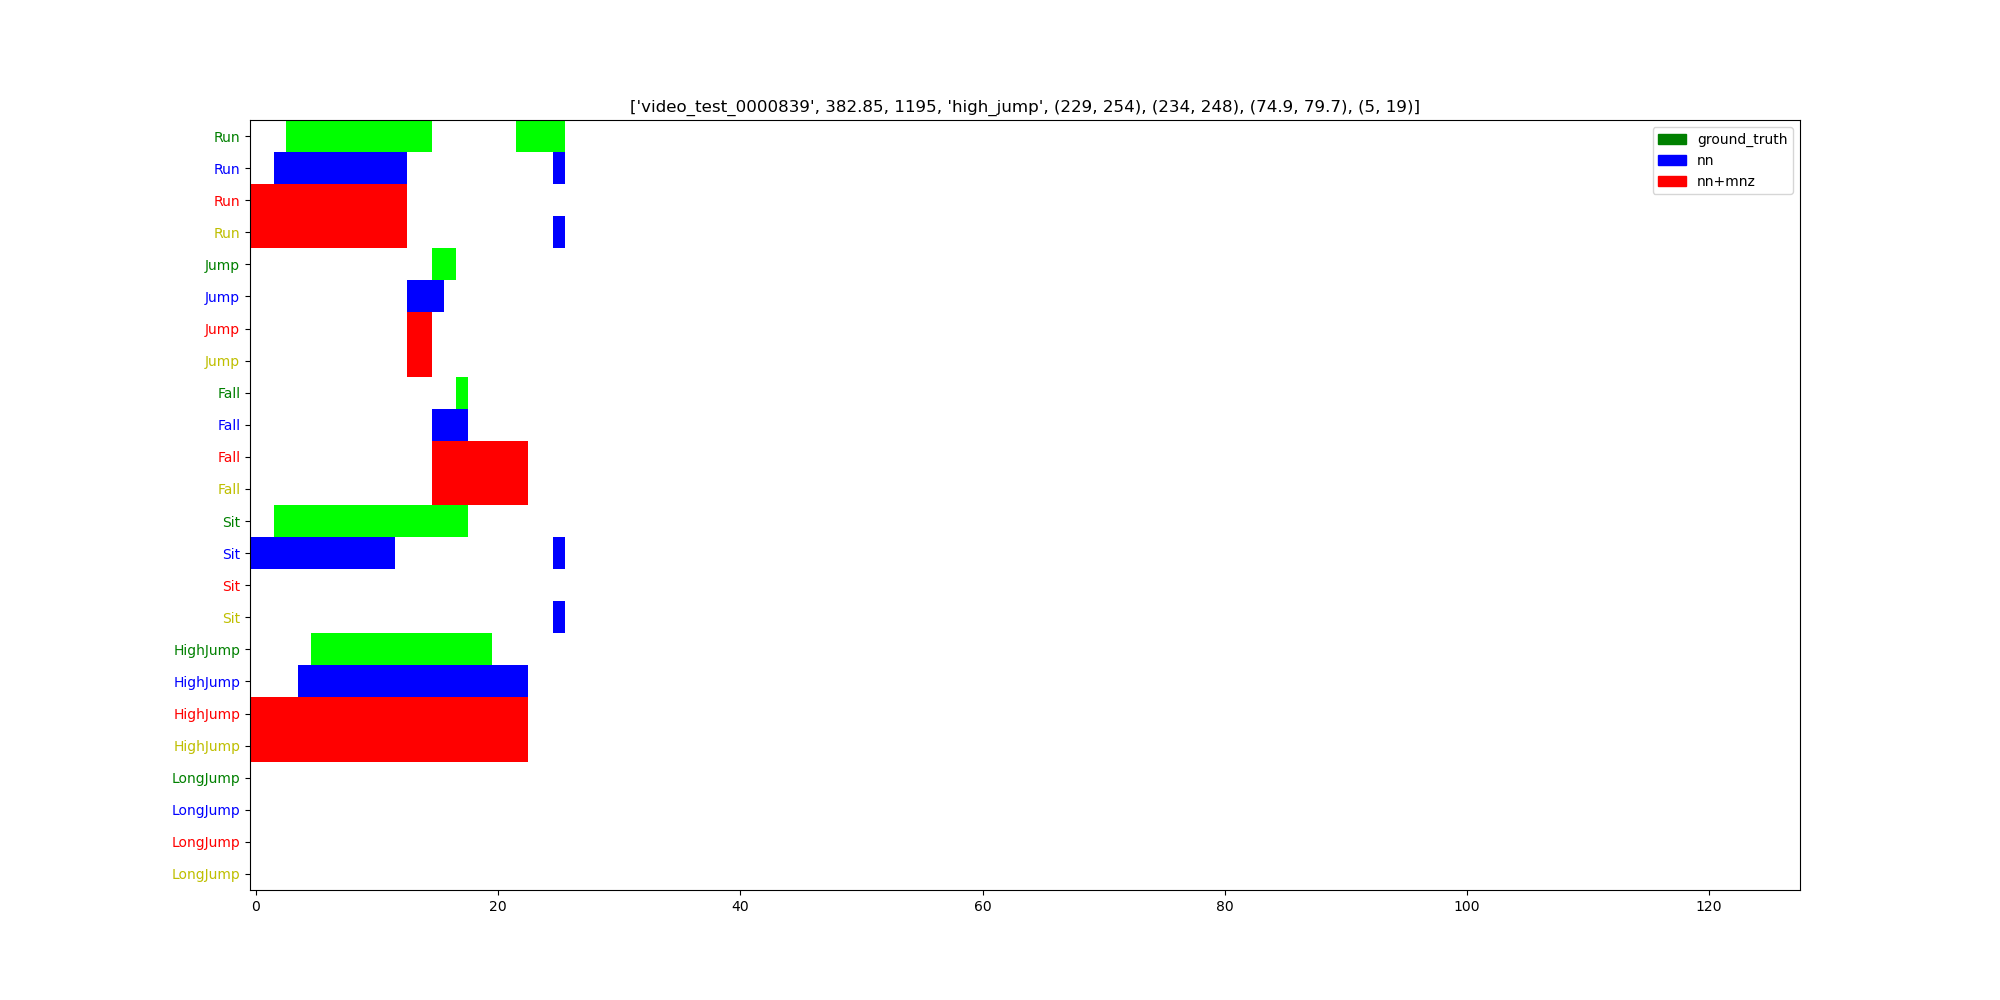 ['video_test_0000839', 382.85, 1195, 'high_jump', (229, 254), (234, 248), (74.9, 79.7), (5, 19)]
ground_truth
nn
nn+mnz
Run
Run
Run
Run
Jump
Jump
Jump
Jump
Fall
Fall
Fall
Fall
Sit
Sit
Sit
Sit
HighJump
HighJump
HighJump
HighJump
LongJump
LongJump
LongJump
LongJump
0 20 40 60 80 100 120